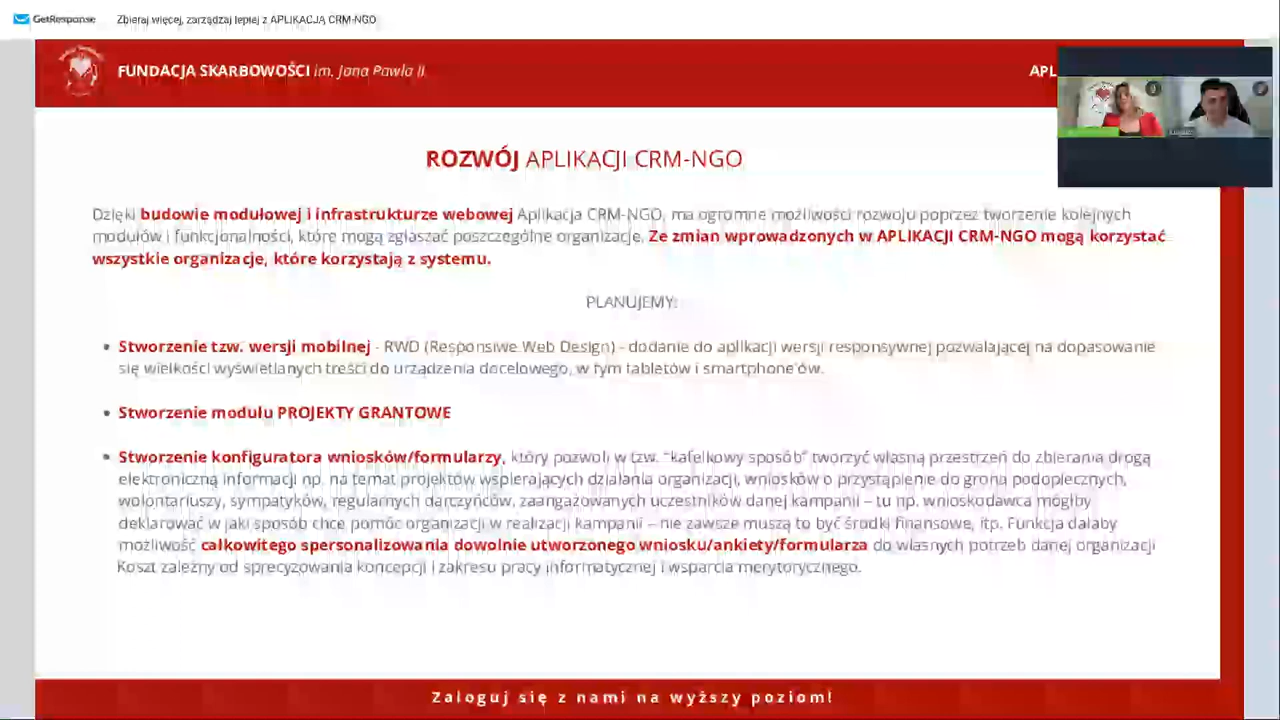 GetResponse Zbieraj więcej, zarządzaj lepiej z APLIKACJĄ CRM-NGO
FUNDACJA SKARBOWOŚCI im. Jana Pawła II
APL
ROZWÓJ APLIKACJI CRM-NGO
Dzięki budowie modułowej i infrastrukturze webowej Aplikacja CRM-NGO, ma ogromne możliwości rozwoju poprzez tworzenie kolejnych
modułów i funkcjonalności, które mogą zgłaszać poszczególne organizacje. Ze zmian wprowadzonych w APLIKACJI CRM-NGO mogą korzystać
wszystkie organizacje, które korzystają z systemu.
PLANUJEMY:
• Stworzenie tzw. wersji mobilnej - RWD (Responsive Web Design) - dodanie do aplikacji wersji responsywnej pozwalającej na dopasowanie
się wielkości wyświetlanych treści do urządzenia docelowego, w tym tabletów i smartphone'ów.
• Stworzenie modułu PROJEKTY GRANTOWE
• Stworzenie konfiguratora wniosków/formularzy, który pozwoli w tzw. "kafelkowy sposób" tworzyć własną przestrzeń do zbierania drogą
elektroniczną informacji np. na temat projektów wspierających działania organizacji, wniosków o przystąpienie do grona podopiecznych,
wolontariuszy, sympatyków, regularnych darczyńców, zaangażowanych uczestników danej kampanii – tu np. wnioskodawca mógłby
deklarować w jaki sposób chce pomóc organizacji w realizacji kampanii – nie zawsze muszą to być środki finansowe, itp. Funkcja dałaby
możliwość całkowitego spersonalizowania dowolnie utworzonego wniosku/ankiety/formularza do własnych potrzeb danej organizacji
Koszt zależny od sprecyzowania koncepcji i zakresu pracy informatycznej i wsparcia merytorycznego.
Zaloguj się z nami na wyższy poziom!